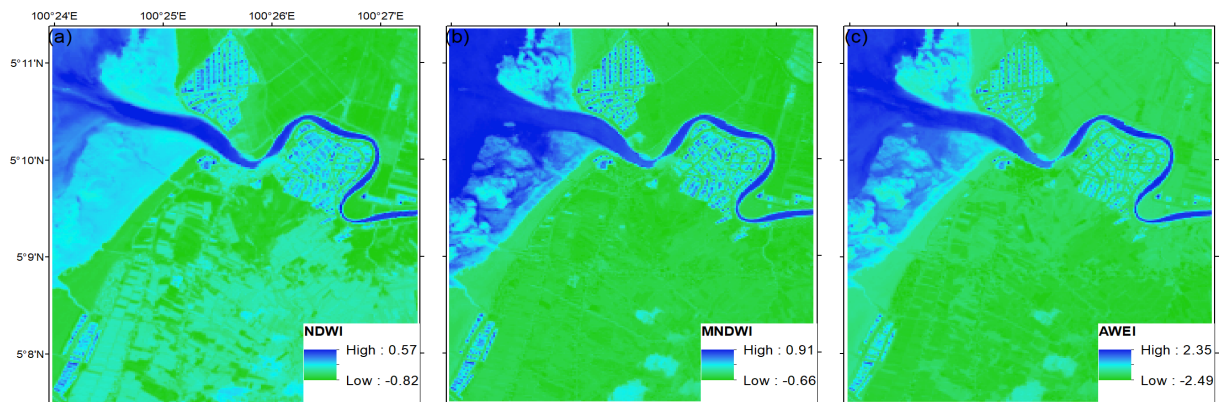 100°24'E 100°25'E 100°26'E 100°27'E
(a) (b) (c)
5°11'N
5°10'N
5°9'N
5°8'N
NDWI
High : 0.57
Low : -0.82
MNDWI
High : 0.91
Low : -0.66
AWEI
High : 2.35
Low : -2.49